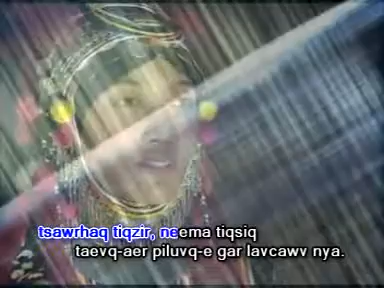 tsawrhaq tiqzir, neema tiqsiq
taevq-aer piluvq-e gar lavcawv nya.